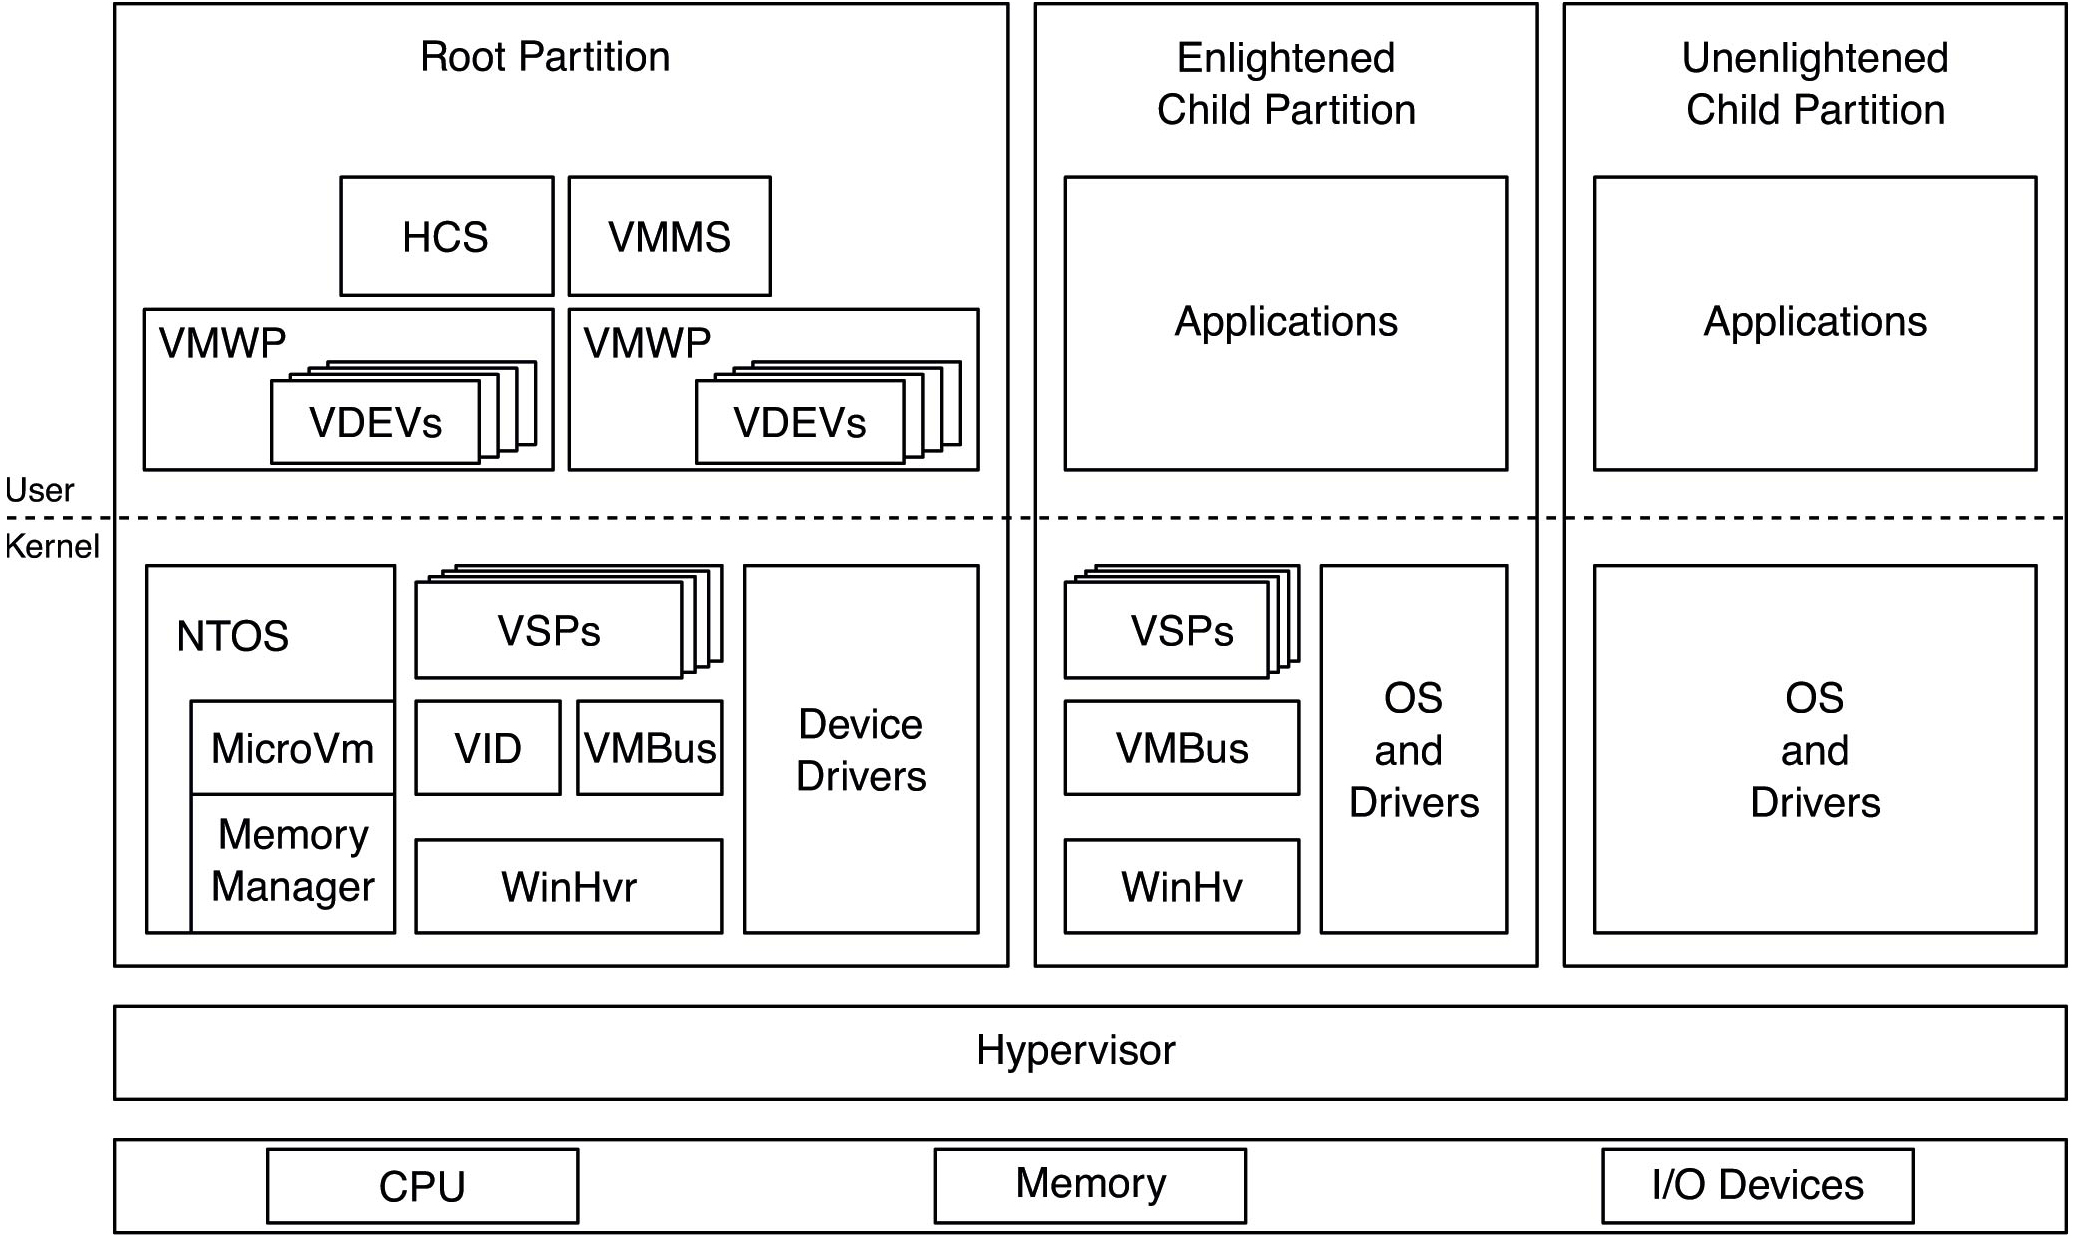 Root Partition
Enlightened
Child Partition
Unenlightened
Child Partition
HCS
VMMS
VMWP
VDEVs
VMWP
VDEVs
Applications
Applications
User
Kernel
NTOS
MicroVm
Memory
Manager
VSPs
VID
VMBus
WinHvr
Device
Drivers
VSPs
VMBus
WinHv
OS
and
Drivers
OS
and
Drivers
Hypervisor
CPU
Memory
I/O Devices